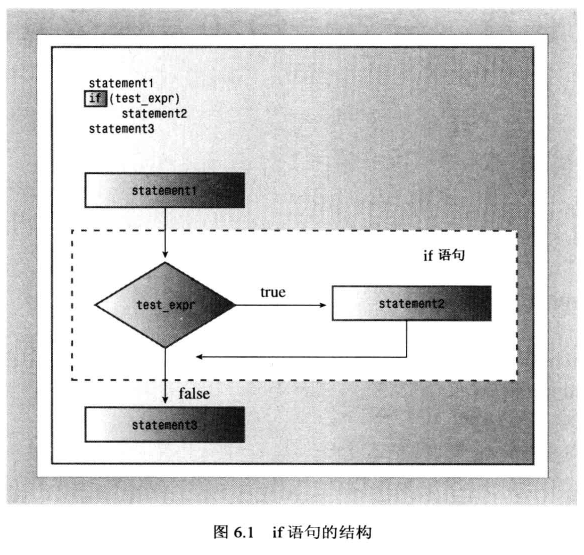 statement1
if (test_expr)
statement2
statement3
statement1
if 语句
test_expr
true
statement2
false
statement3
图 6.1 if 语句的结构